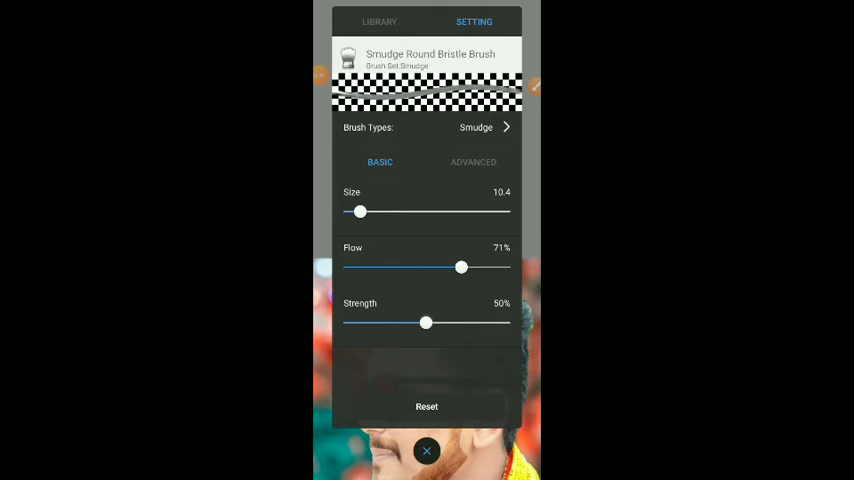 LIBRARY SETTING
Smudge Round Bristle Brush
Brush Set:Smudge
Brush Types: Smudge
BASIC ADVANCED
Size 10.4
Flow 71%
Strength 50%
Reset